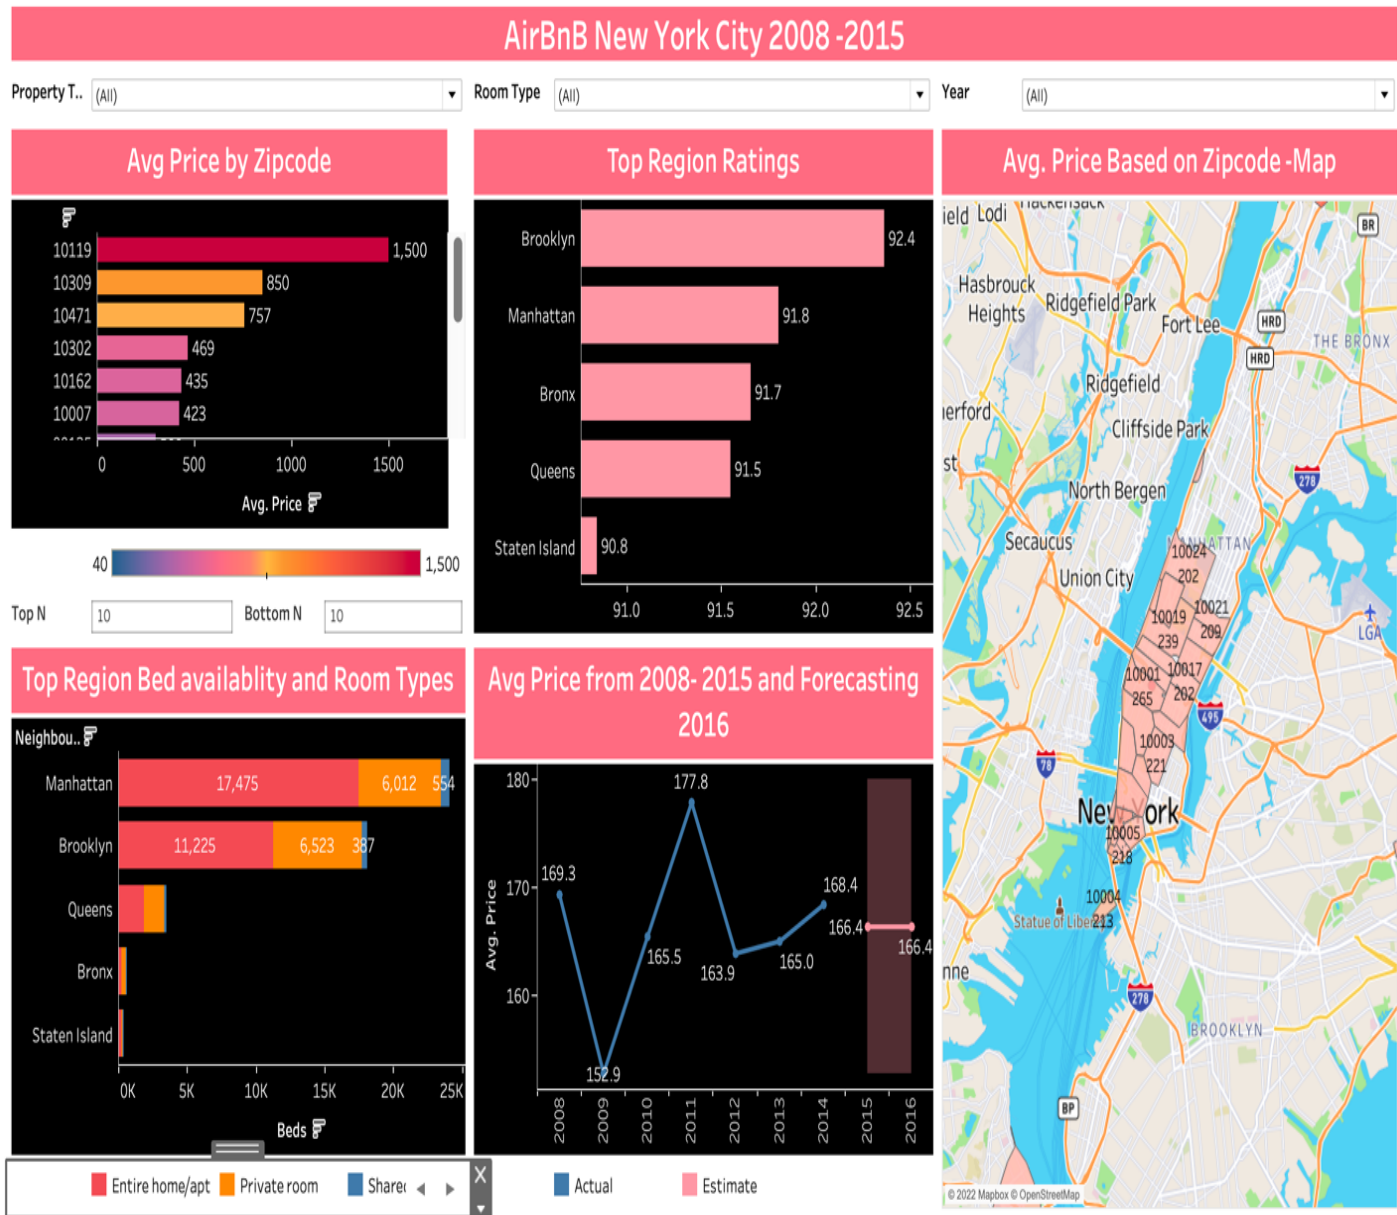 AirBnB New York City 2008 -2015
Property T.. (All)
Room Type (All)
Year (All)
Avg Price by Zipcode
10119 1,500
10309 850
10471 757
10302 469
10162 435
10007 423
0 500 1000 1500
Avg. Price
40 1,500
Top N 10 Bottom N 10
Top Region Ratings
Brooklyn 92.4
Manhattan 91.8
Bronx 91.7
Queens 91.5
Staten Island 90.8
91.0 91.5 92.0 92.5
Avg. Price Based on Zipcode -Map
Lodi
Hackensack
BR
Hasbrouck
Heights
Ridgefield Park
Fort Lee
HRD
THE BRONX
HRD
Ridgefield
erford
Cliffside Park
st
278
North Bergen
Secaucus
MANHATTAN
10024
202
Union City
10019
239
10021
209
LGA
10001
265
10017
202
495
10003
221
78
New York
10005
218
10004
213
Statue of Liber
nne
278
BROOKLYN
BP
© 2022 Mapbox © OpenStreetMap
Top Region Bed availablity and Room Types
Neighbou..
Manhattan 17,475 6,012 554
Brooklyn 11,225 6,523 387
Queens
Bronx
Staten Island
0K 5K 10K 15K 20K 25K
Beds
Entire home/apt Private room Shared
X
Avg Price from 2008- 2015 and Forecasting
2016
Avg. Price
180
170
160
169.3
152.9
165.5
177.8
163.9
165.0
168.4
166.4
166.4
2008 2009 2010 2011 2012 2013 2014 2015 2016
Actual Estimate